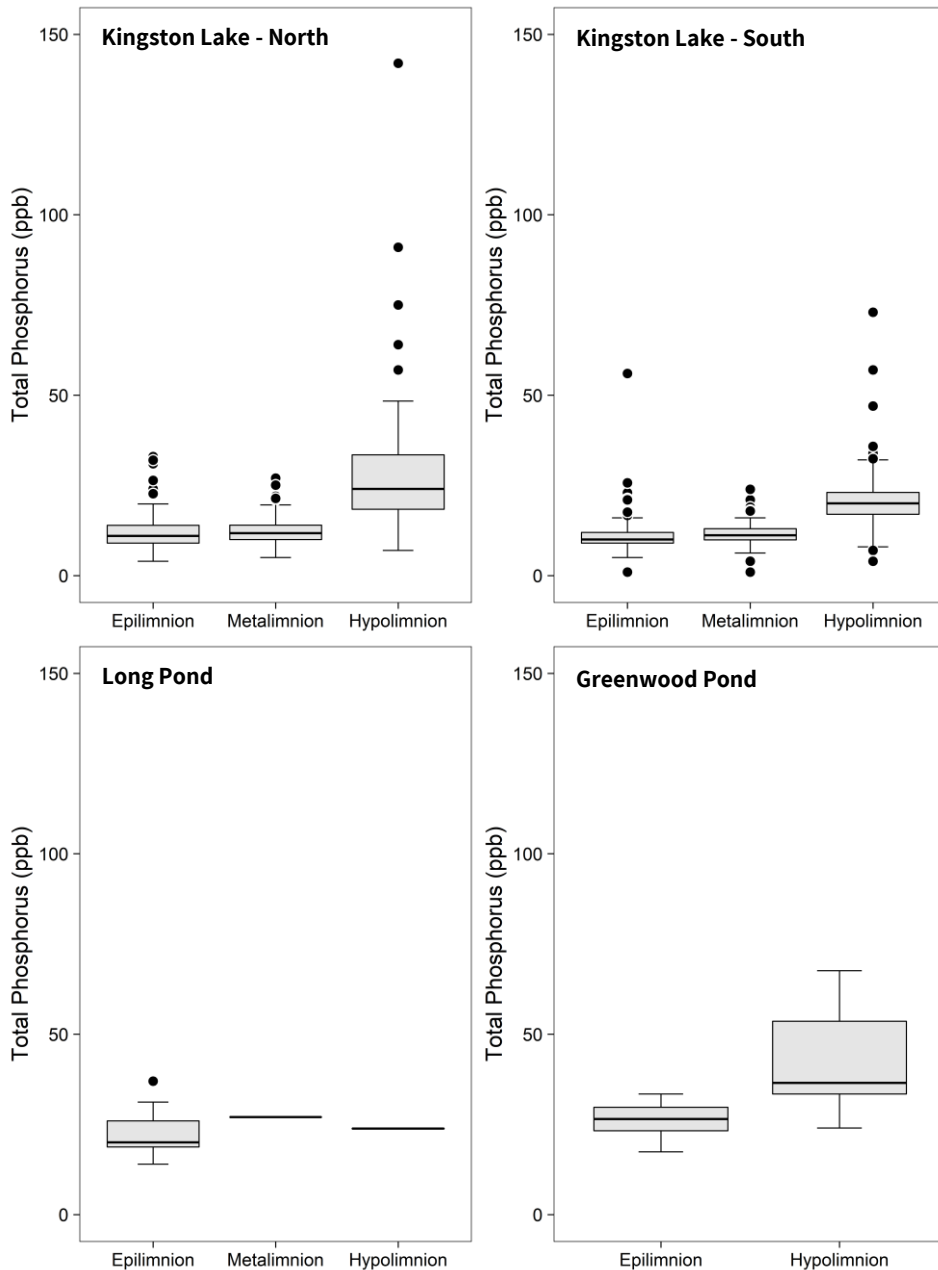 Kingston Lake - North
Total Phosphorus (ppb)
150
100
50
0
Epilimnion Metalimnion Hypolimnion
Kingston Lake - South
Total Phosphorus (ppb)
150
100
50
0
Epilimnion Metalimnion Hypolimnion
Long Pond
Total Phosphorus (ppb)
150
100
50
0
Epilimnion Metalimnion Hypolimnion
Greenwood Pond
Total Phosphorus (ppb)
150
100
50
0
Epilimnion Hypolimnion